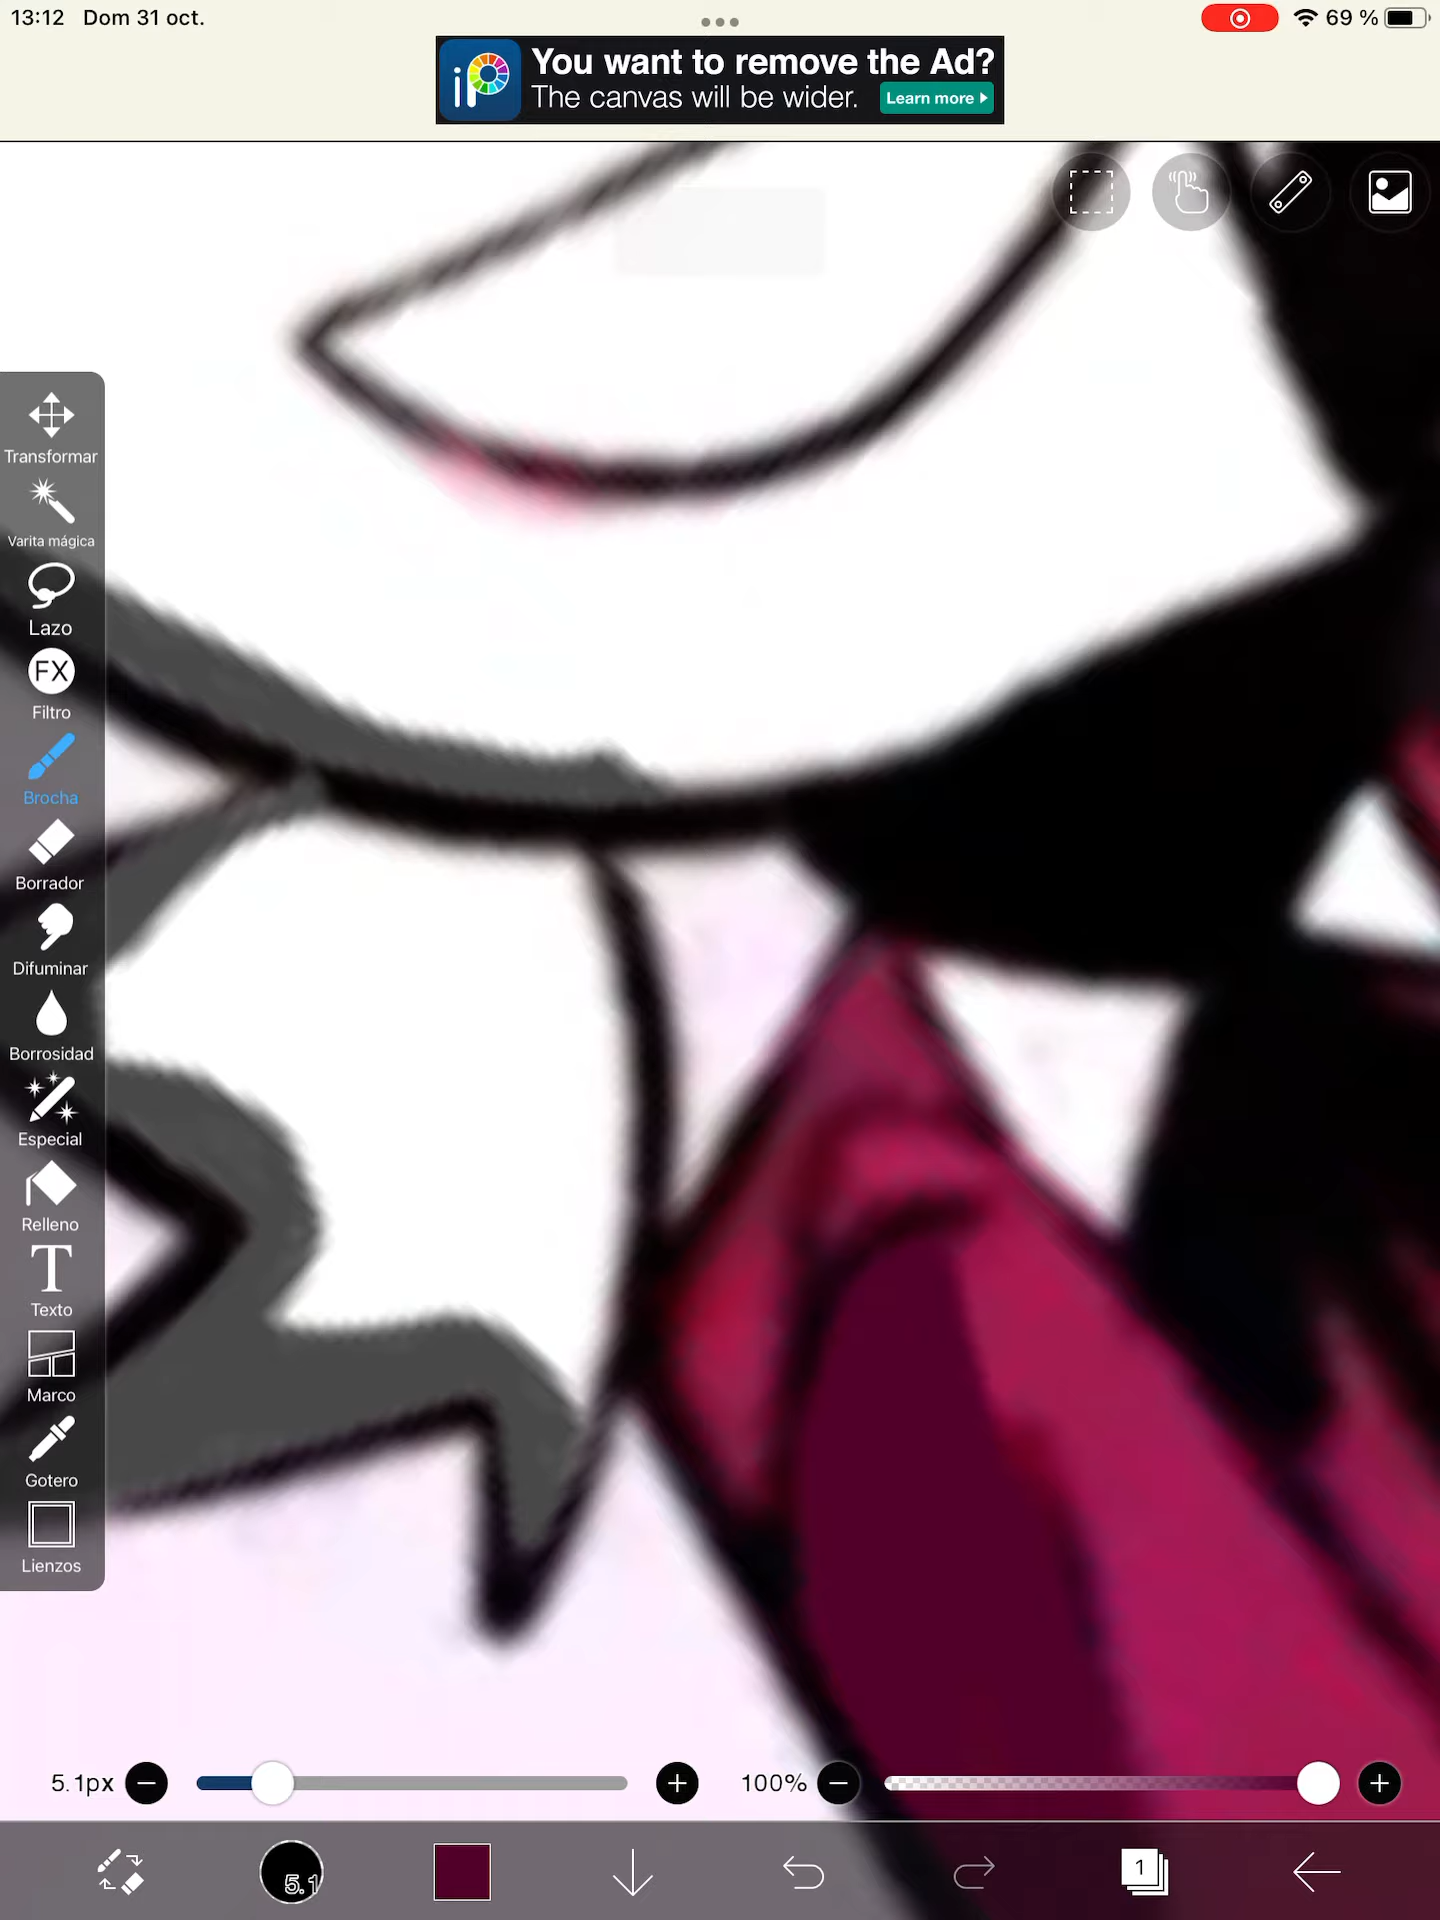 13:12 Dom 31 oct.
69 %
iP
You want to remove the Ad?
The canvas will be wider.
Learn more
Transformar
Varita mágica
Lazo
FX
Filtro
Brocha
Borrador
Difuminar
Borrosidad
Especial
Relleno
T
Texto
Marco
Gotero
Lienzos
5.1px
100%
5.1
1